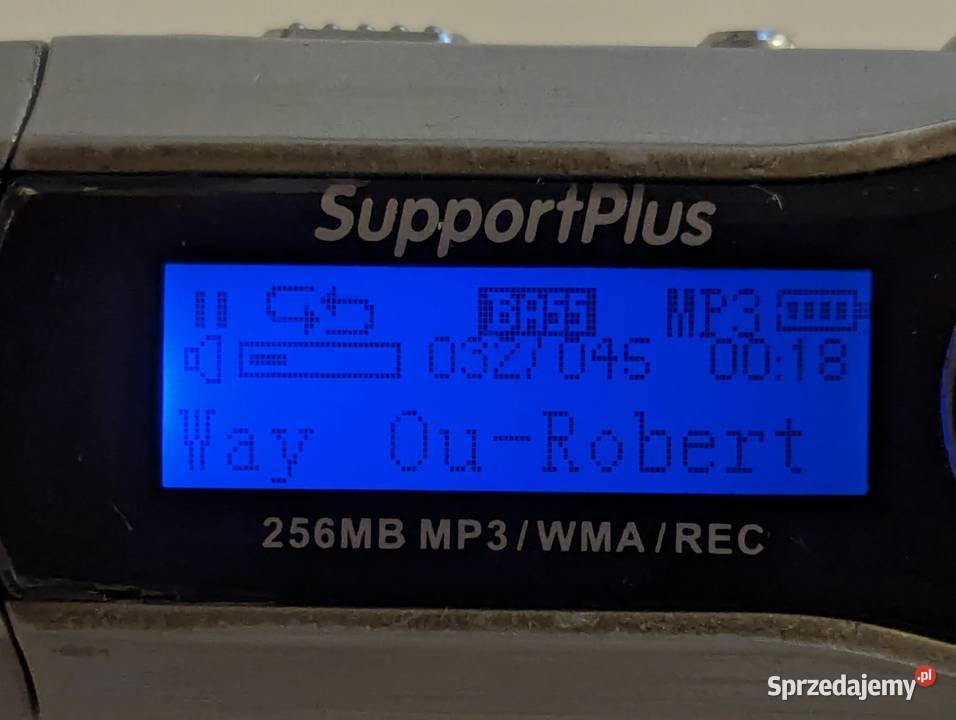 SupportPlus
BASS MP3
032/045 00:18
Way Ou-Robert
256MB MP3/WMA/REC
Sprzedajemy.pl